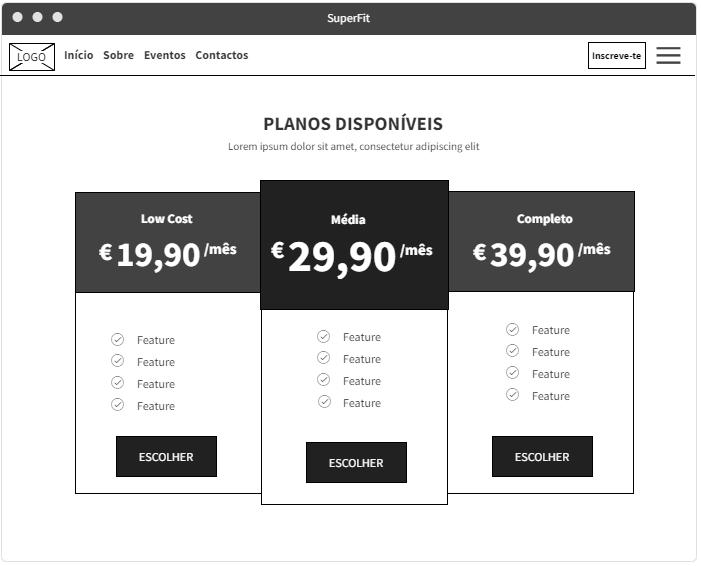 SuperFit
LOGO
Início Sobre Eventos Contactos
Inscreve-te
PLANOS DISPONÍVEIS
Lorem ipsum dolor sit amet, consectetur adipiscing elit
Low Cost
€ 19,90 /mês
Feature
Feature
Feature
Feature
ESCOLHER
Média
€ 29,90 /mês
Feature
Feature
Feature
Feature
ESCOLHER
Completo
€ 39,90 /mês
Feature
Feature
Feature
Feature
ESCOLHER